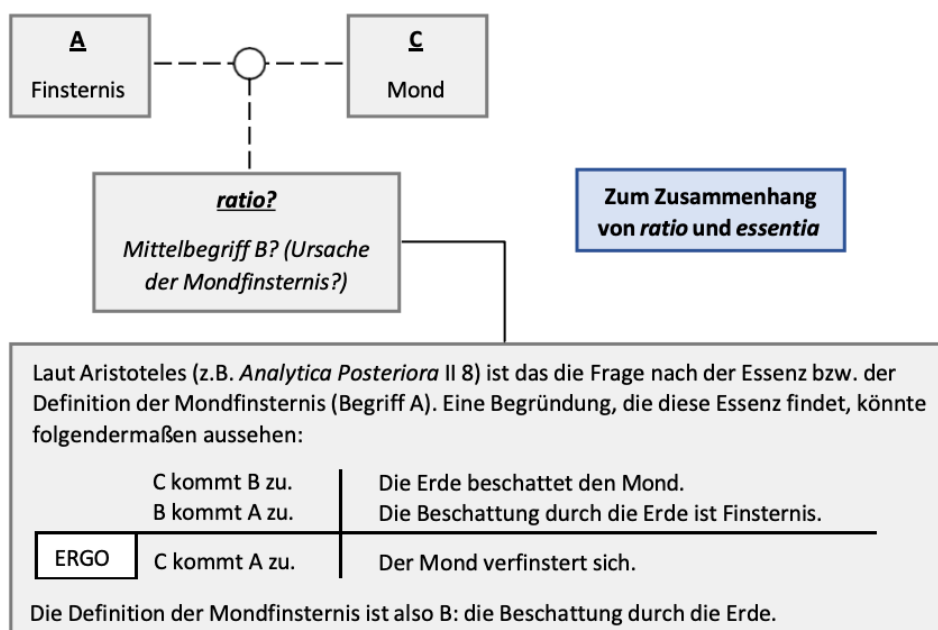 A
Finsternis
C
Mond
ratio?
Mittelbegriff B? (Ursache
der Mondfinsternis?)
Zum Zusammenhang
von ratio und essentia
Laut Aristoteles (z.B. Analytica Posteriora II 8) ist das die Frage nach der Essenz bzw. der
Definition der Mondfinsternis (Begriff A). Eine Begründung, die diese Essenz findet, könnte
folgendermaßen aussehen:
C kommt B zu. Die Erde beschattet den Mond.
B kommt A zu. Die Beschattung durch die Erde ist Finsternis.
ERGO C kommt A zu. Der Mond verfinstert sich.
Die Definition der Mondfinsternis ist also B: die Beschattung durch die Erde.